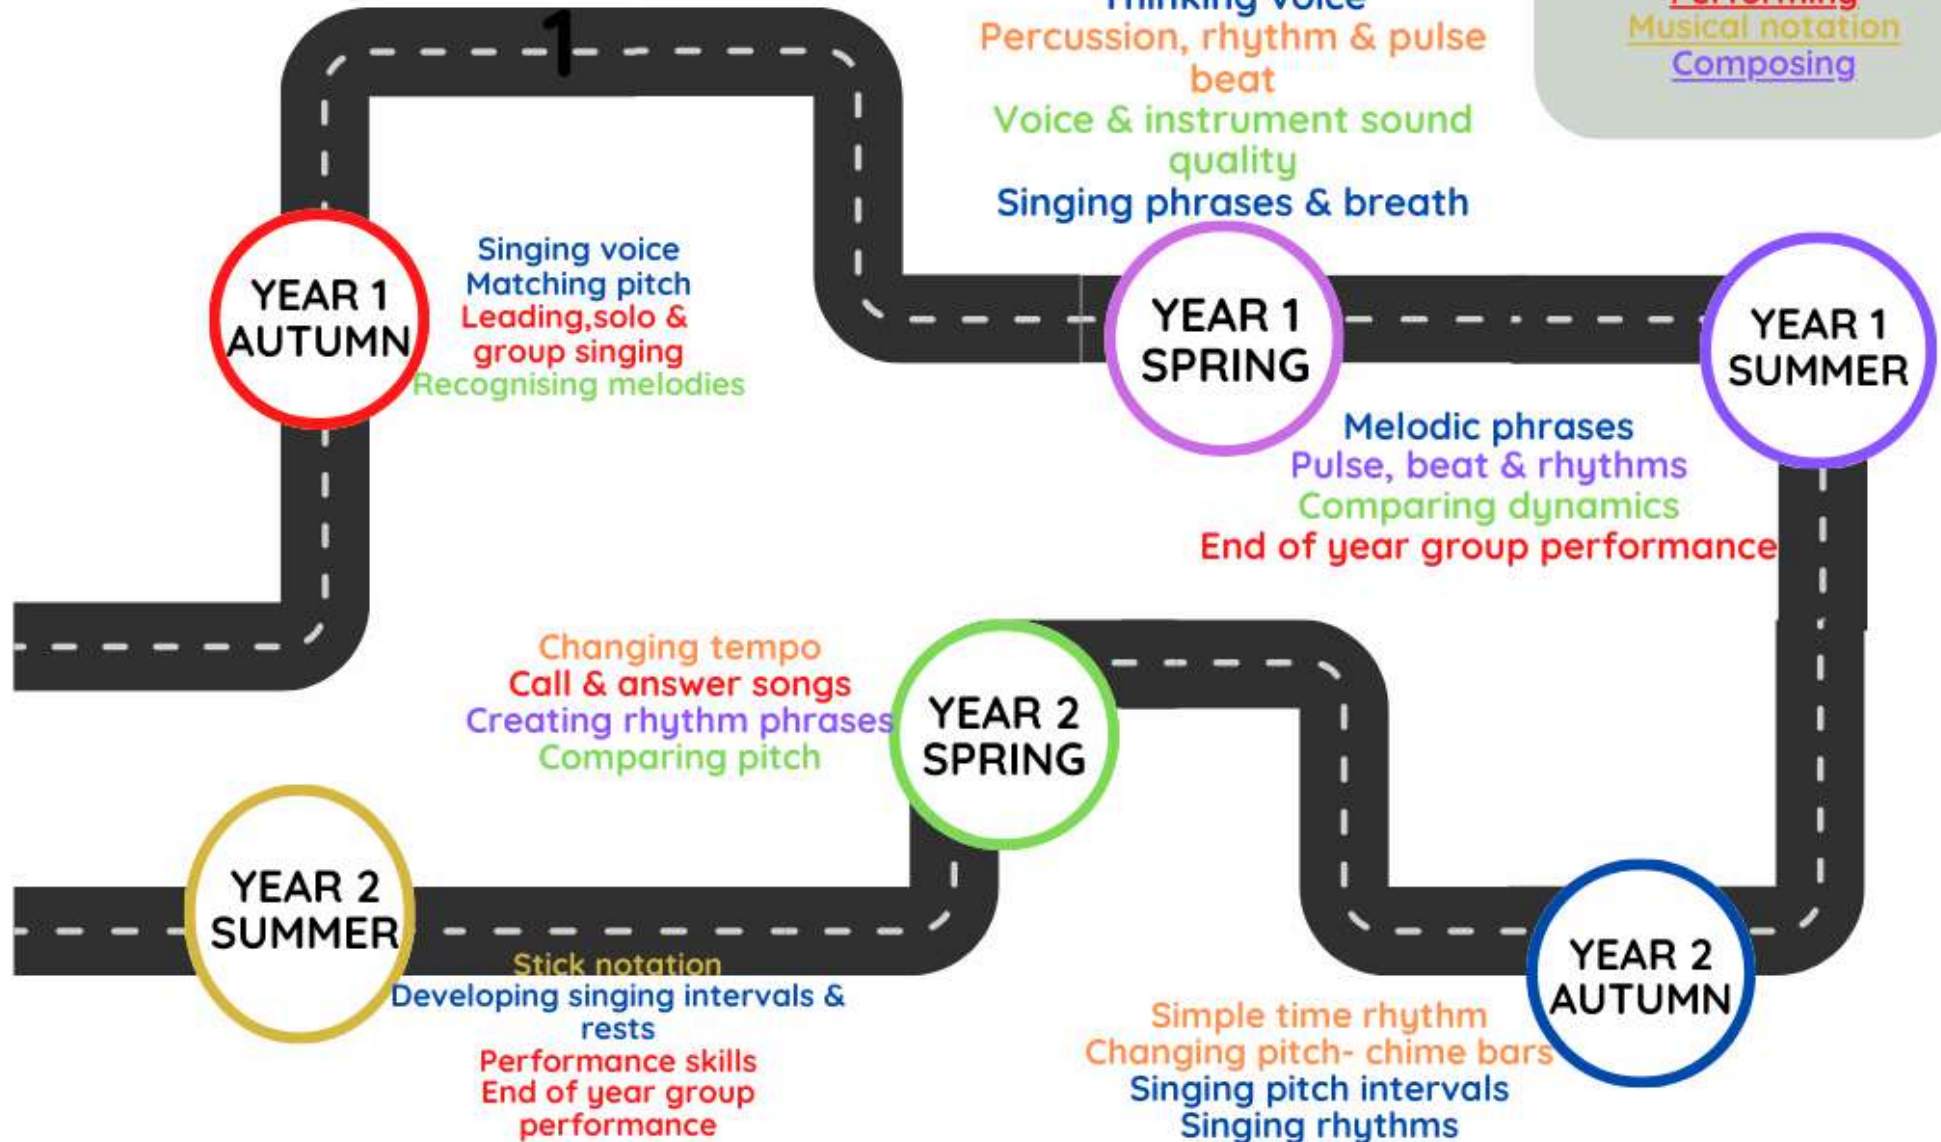 1
Thinking voice
Percussion, rhythm & pulse
beat
Voice & instrument sound
quality
Singing phrases & breath
Performing
Musical notation
Composing
YEAR 1
AUTUMN
Singing voice
Matching pitch
Leading,solo &
group singing
Recognising melodies
YEAR 1
SPRING
YEAR 1
SUMMER
Melodic phrases
Pulse, beat & rhythms
Comparing dynamics
End of year group performance
Changing tempo
Call & answer songs
Creating rhythm phrases
Comparing pitch
YEAR 2
SPRING
YEAR 2
SUMMER
Stick notation
Developing singing intervals &
rests
Performance skills
End of year group
performance
YEAR 2
AUTUMN
Simple time rhythm
Changing pitch- chime bars
Singing pitch intervals
Singing rhythms